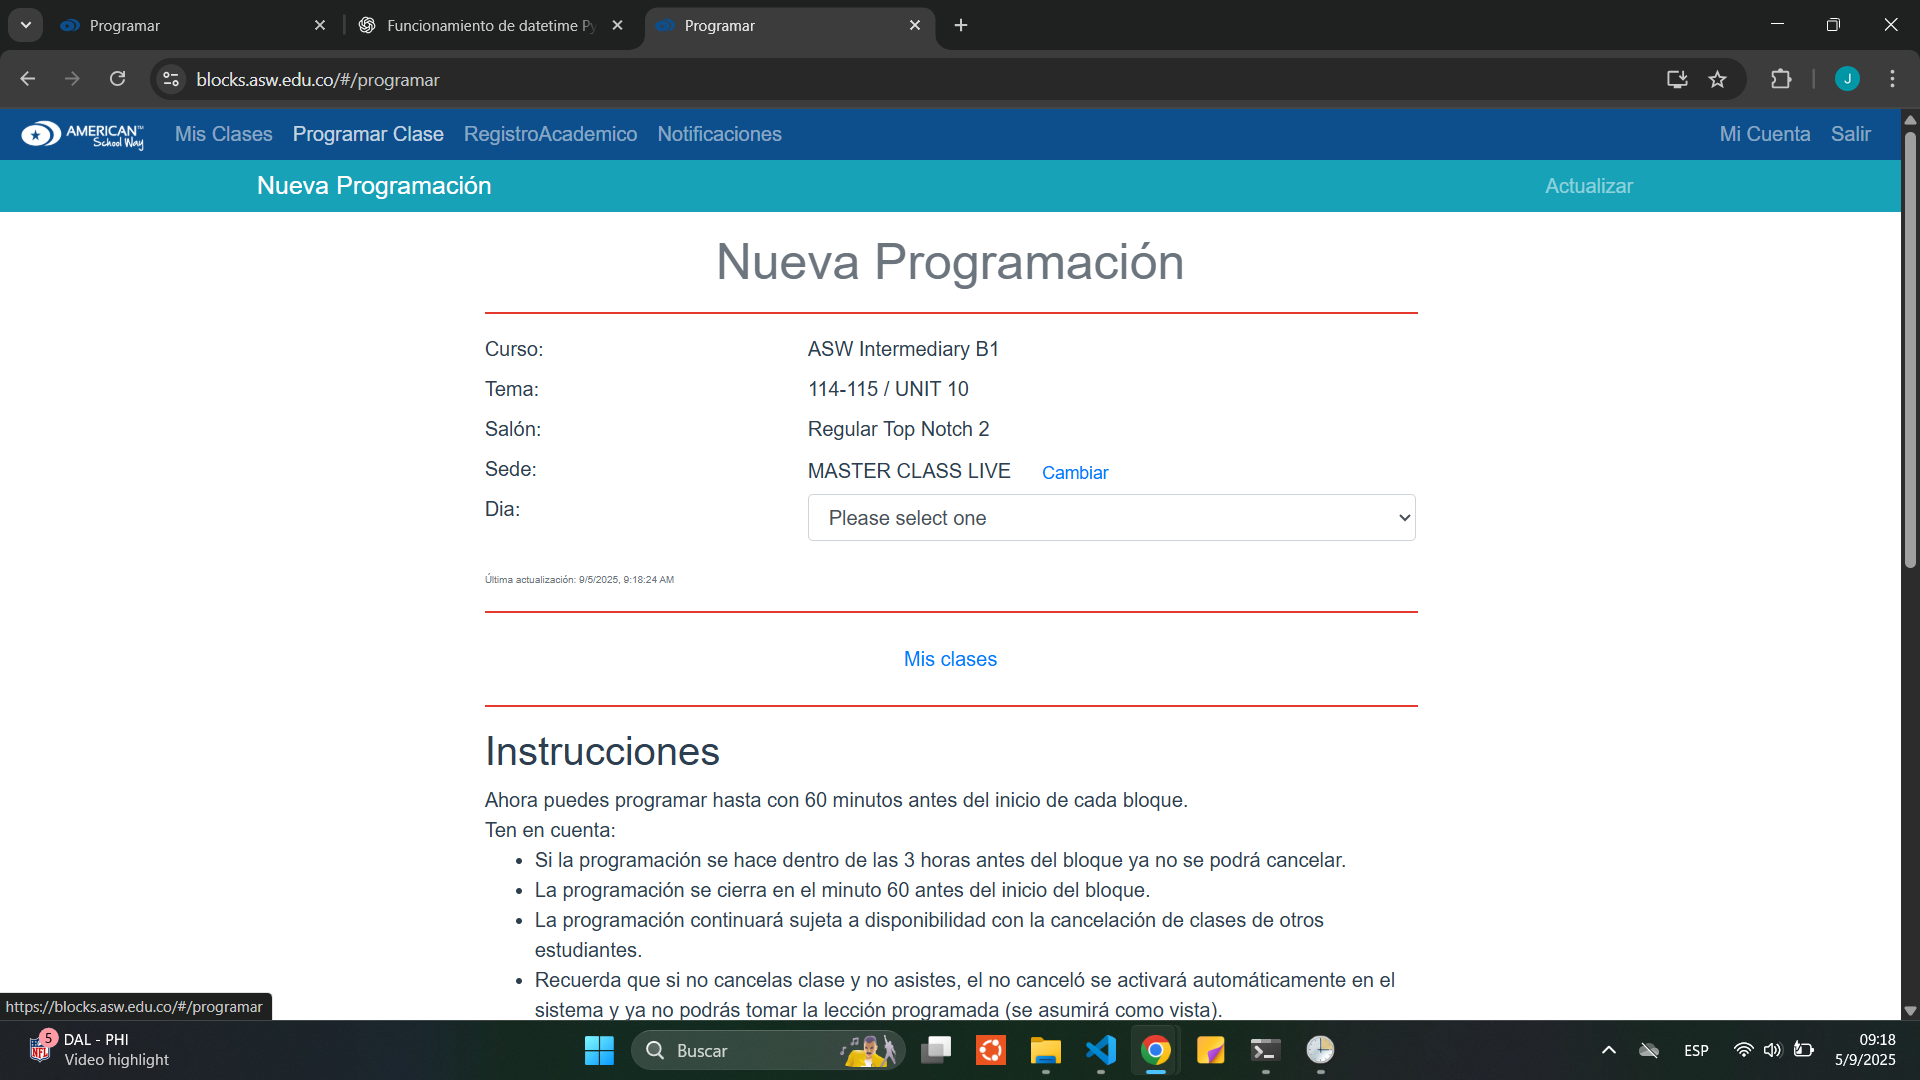 Programar
Funcionamiento de datetime Py
Programar
blocks.asw.edu.co/#/programar
J
AMERICAN
School Way
Mis Clases
Programar Clase
RegistroAcademico
Notificaciones
Mi Cuenta
Salir
Nueva Programación
Actualizar
Nueva Programación
Curso: ASW Intermediary B1
Tema: 114-115 / UNIT 10
Salón: Regular Top Notch 2
Sede: MASTER CLASS LIVE Cambiar
Dia: Please select one
Última actualización: 9/5/2025, 9:18:24 AM
Mis clases
Instrucciones
Ahora puedes programar hasta con 60 minutos antes del inicio de cada bloque.
Ten en cuenta:
Si la programación se hace dentro de las 3 horas antes del bloque ya no se podrá cancelar.
La programación se cierra en el minuto 60 antes del inicio del bloque.
La programación continuará sujeta a disponibilidad con la cancelación de clases de otros
estudiantes.
Recuerda que si no cancelas clase y no asistes, el no canceló se activará automáticamente en el
sistema y ya no podrás tomar la lección programada (se asumirá como vista).
https://blocks.asw.edu.co/#/programar
5
NFL
DAL - PHI
Video highlight
Buscar
ESP
09:18
5/9/2025